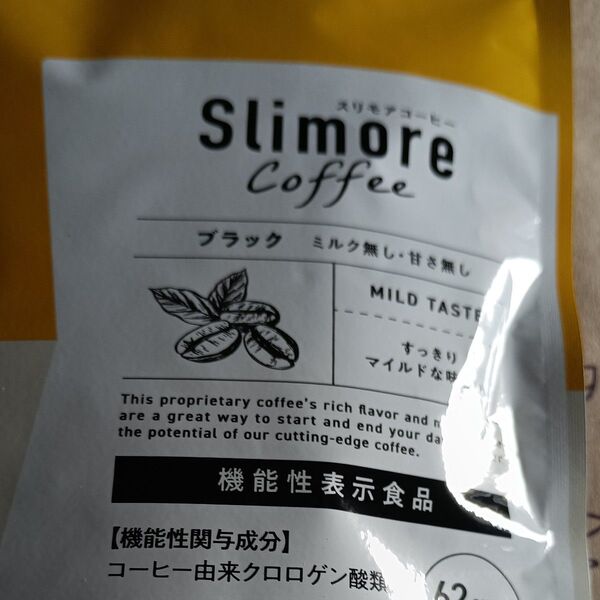 スリモアコーヒー
Slimore
Coffee
ブラック ミルク無し・甘さ無し
MILD TASTE
すっきり
マイルドな味
This proprietary coffee's rich flavor and
are a great way to start and end your
the potential of our cutting-edge coffee.
機能性表示食品
【機能性関与成分】
コーヒー由来クロロゲン酸類
62